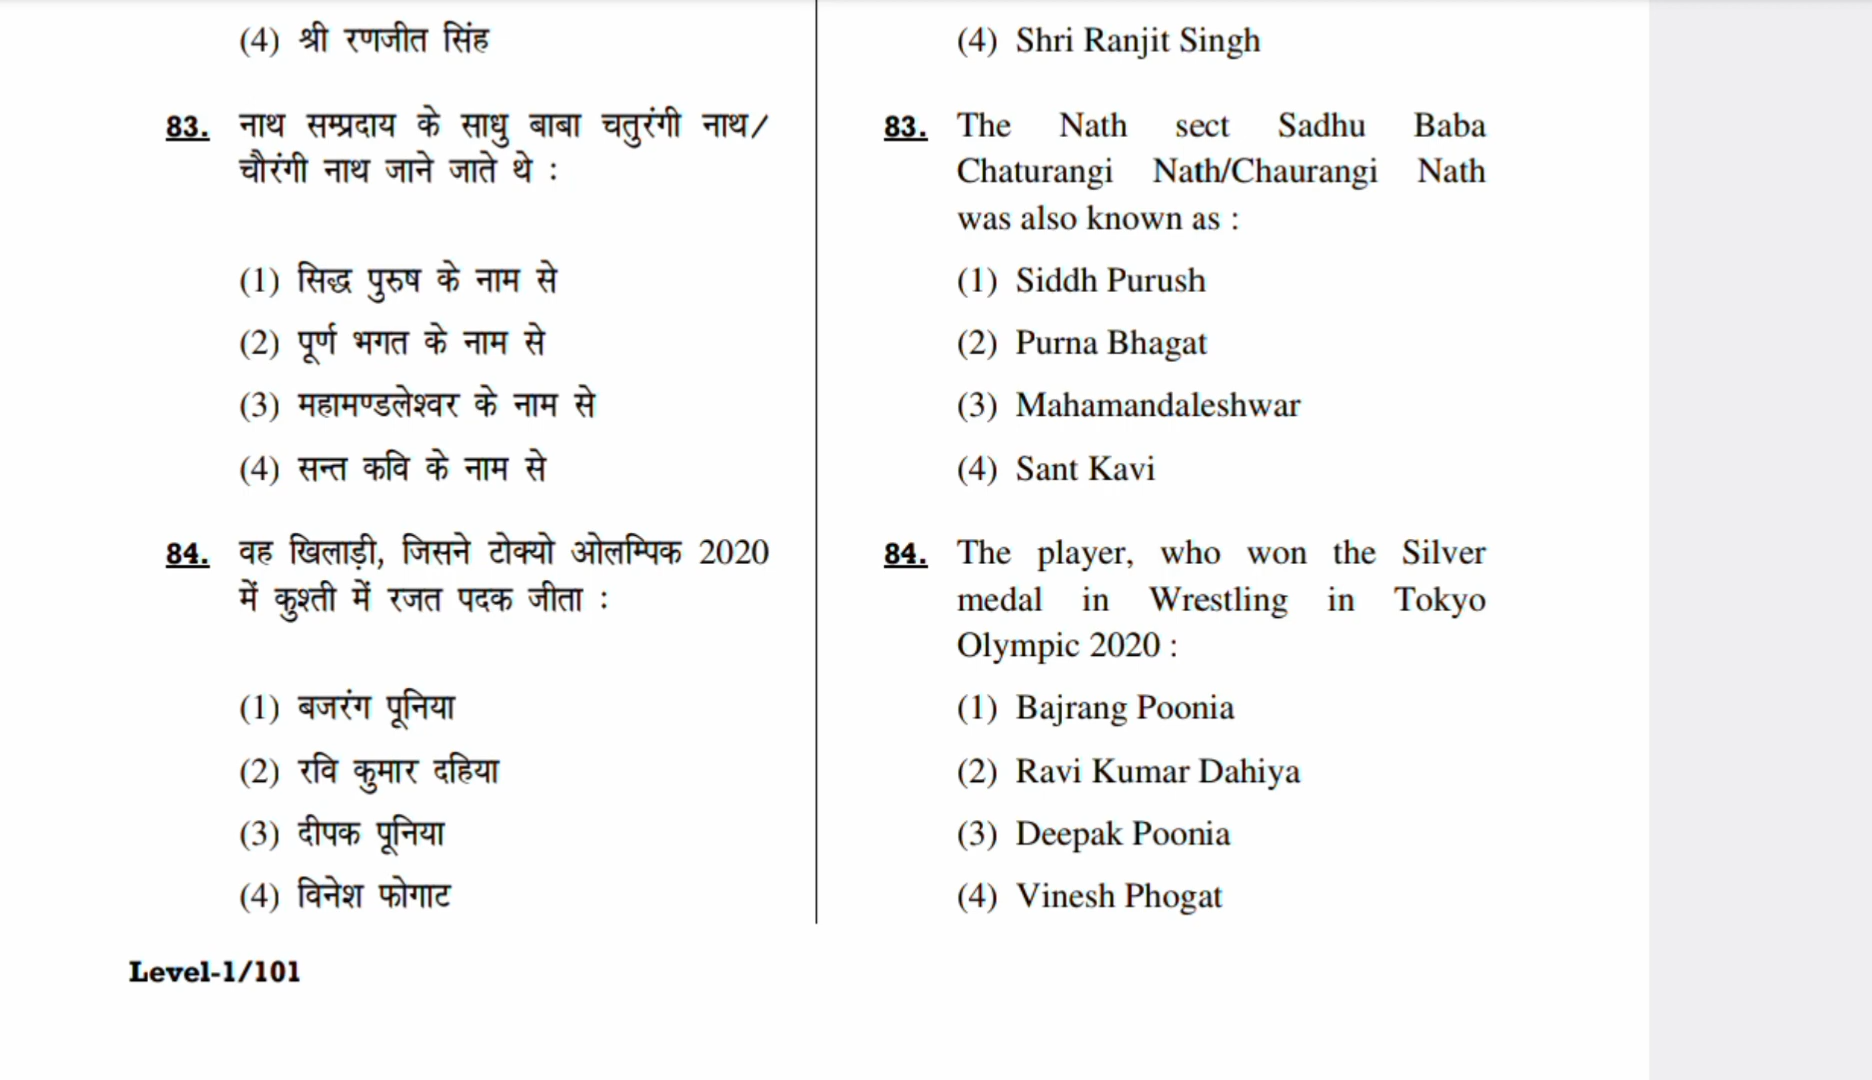 (4) श्री रणजीत सिंह
83. नाथ सम्प्रदाय के साधु बाबा चतुरंगी नाथ/
चौरंगी नाथ जाने जाते थे :
(1) सिद्ध पुरुष के नाम से
(2) पूर्ण भगत के नाम से
(3) महामण्डलेश्वर के नाम से
(4) सन्त कवि के नाम से
84. वह खिलाड़ी, जिसने टोक्यो ओलम्पिक 2020
में कुश्ती में रजत पदक जीता :
(1) बजरंग पूनिया
(2) रवि कुमार दहिया
(3) दीपक पूनिया
(4) विनेश फोगाट
(4) Shri Ranjit Singh
83. The Nath sect Sadhu Baba
Chaturangi Nath/Chaurangi Nath
was also known as :
(1) Siddh Purush
(2) Purna Bhagat
(3) Mahamandaleshwar
(4) Sant Kavi
84. The player, who won the Silver
medal in Wrestling in Tokyo
Olympic 2020 :
(1) Bajrang Poonia
(2) Ravi Kumar Dahiya
(3) Deepak Poonia
(4) Vinesh Phogat
Level-1/101